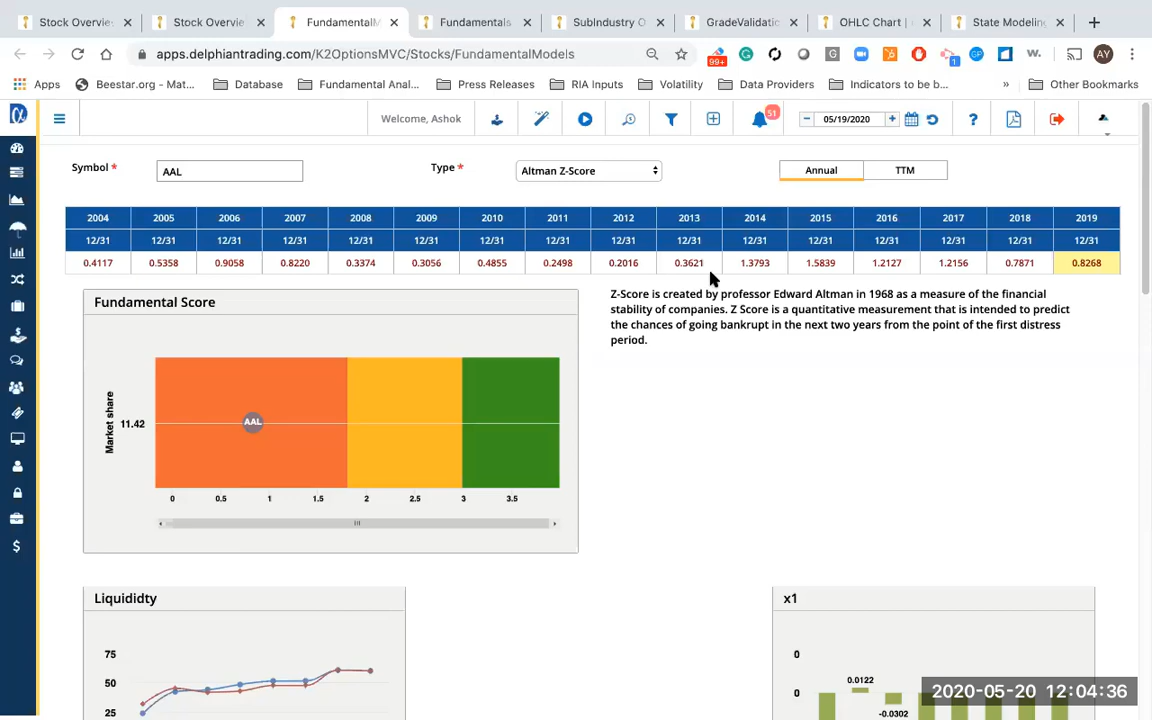 Stock Overvie
Stock Overvie
FundamentalM
Fundamentals
SubIndustry O
GradeValidatio
OHLC Chart |
State Modeling
apps.delphiantrading.com/K2OptionsMVC/Stocks/FundamentalModels
99+
1
GP
W.
AY
Apps
Beestar.org - Mat...
Database
Fundamental Anal...
Press Releases
RIA Inputs
Volatility
Data Providers
Indicators to be b...
»
Other Bookmarks
Welcome, Ashok
51
05/19/2020
Symbol *
AAL
Type *
Altman Z-Score
Annual
TTM
2004 2005 2006 2007 2008 2009 2010 2011 2012 2013 2014 2015 2016 2017 2018 2019
12/31 12/31 12/31 12/31 12/31 12/31 12/31 12/31 12/31 12/31 12/31 12/31 12/31 12/31 12/31 12/31
0.4117 0.5358 0.9058 0.8220 0.3374 0.3056 0.4855 0.2498 0.2016 0.3621 1.3793 1.5839 1.2127 1.2156 0.7871 0.8268
Fundamental Score
Market share
11.42
AAL
0 0.5 1 1.5 2 2.5 3 3.5
Z-Score is created by professor Edward Altman in 1968 as a measure of the financial
stability of companies. Z Score is a quantitative measurement that is intended to predict
the chances of going bankrupt in the next two years from the point of the first distress
period.
Liquididty
75
50
25
x1
0
0
0.0122
-0.0302
2020-05-20 12:04:36